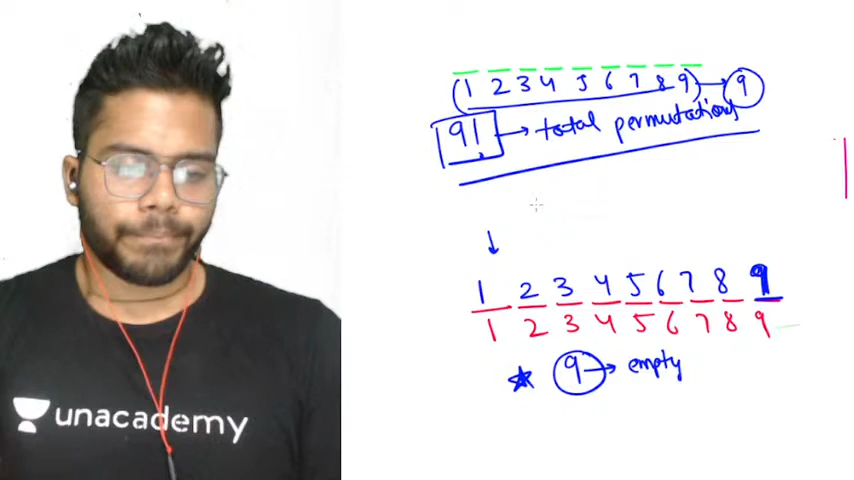 (1 2 3 4 5 6 7 8 9) → 9
9! → total permutations
↓
1 2 3 4 5 6 7 8 9
1 2 3 4 5 6 7 8 9
★ 9 → empty
unacademy